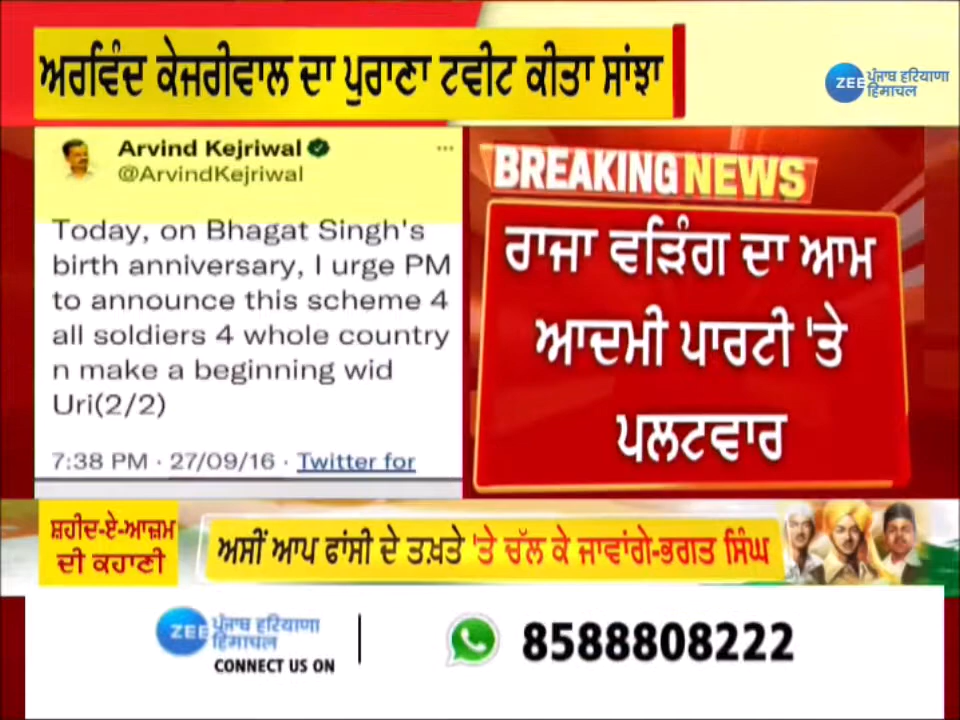 ਅਰਵਿੰਦ ਕੇਜਰੀਵਾਲ ਦਾ ਪੁਰਾਣਾ ਟਵੀਟ ਕੀਤਾ ਸਾਂਝਾ
ZEE ਪੰਜਾਬ ਹਰਿਆਣਾ
ਹਿਮਾਚਲ
Arvind Kejriwal
@ArvindKejriwal
Today, on Bhagat Singh's
birth anniversary, I urge PM
to announce this scheme 4
all soldiers 4 whole country
n make a beginning wid
Uri(2/2)
7:38 PM · 27/09/16 · Twitter for
BREAKING NEWS
ਰਾਜਾ ਵੜਿੰਗ ਦਾ ਆਮ
ਆਦਮੀ ਪਾਰਟੀ 'ਤੇ
ਪਲਟਵਾਰ
ਸ਼ਹੀਦ-ਏ-ਆਜ਼ਮ
ਦੀ ਕਹਾਣੀ
ਅਸੀਂ ਆਪ ਫਾਂਸੀ ਦੇ ਤਖ਼ਤੇ 'ਤੇ ਚੱਲ ਕੇ ਜਾਵਾਂਗੇ-ਭਗਤ ਸਿੰਘ
ZEE ਪੰਜਾਬ ਹਰਿਆਣਾ
ਹਿਮਾਚਲ
CONNECT US ON
8588808222